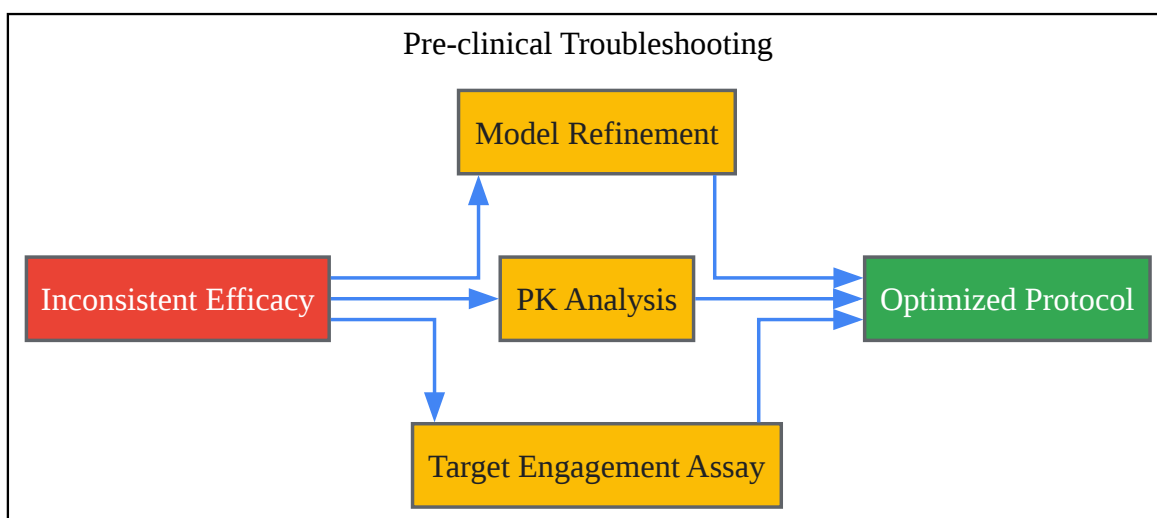 Pre-clinical Troubleshooting
Model Refinement
Inconsistent Efficacy
PK Analysis
Optimized Protocol
Target Engagement Assay